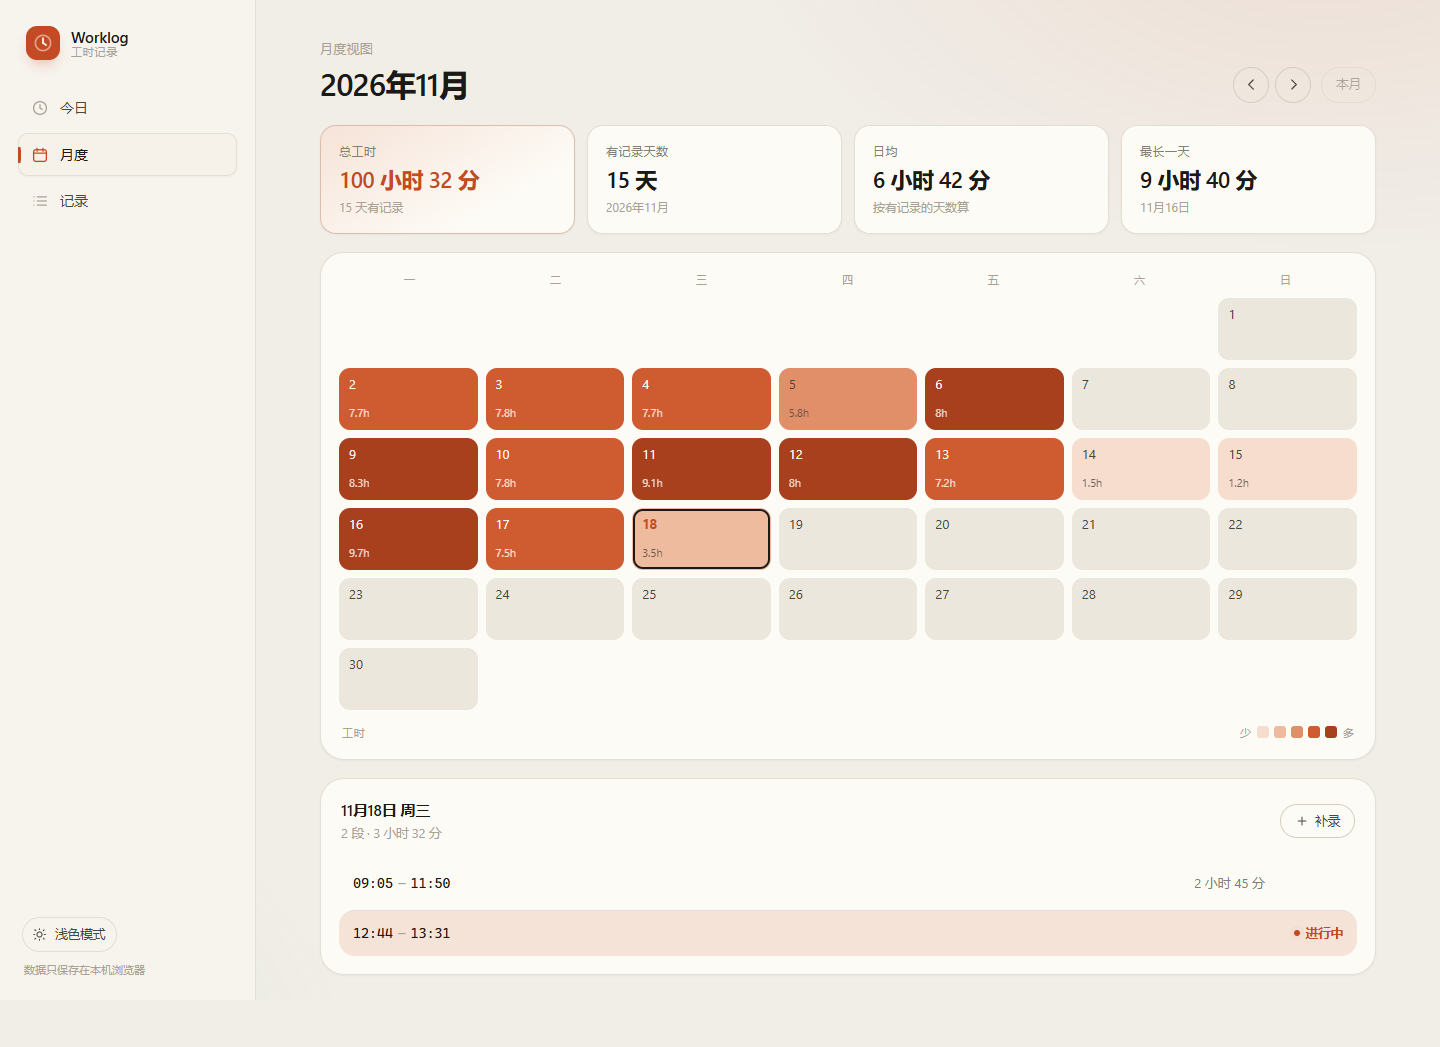 Worklog
工时记录
今日
月度
记录
浅色模式
数据只保存在本机浏览器
月度视图
2026年11月
本月
总工时
100 小时 32 分
15 天有记录
有记录天数
15 天
2026年11月
日均
6 小时 42 分
按有记录的天数算
最长一天
9 小时 40 分
11月16日
一 二 三 四 五 六 日
1
2 3 4 5 6 7 8
7.7h 7.8h 7.7h 5.8h 8h
9 10 11 12 13 14 15
8.3h 7.8h 9.1h 8h 7.2h 1.5h 1.2h
16 17 18 19 20 21 22
9.7h 7.5h 3.5h
23 24 25 26 27 28 29
30
工时
少 多
11月18日 周三
2 段 · 3 小时 32 分
+ 补录
09:05 – 11:50 2 小时 45 分
12:44 – 13:31 进行中